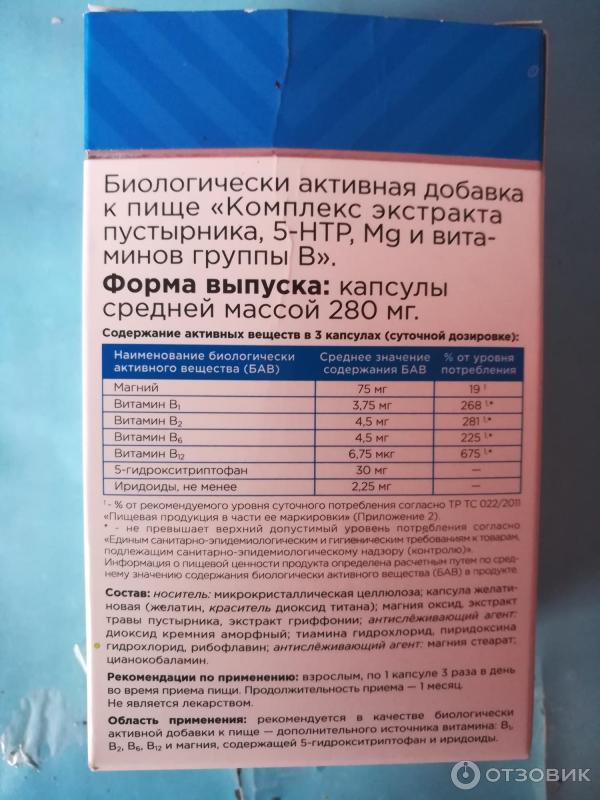 Биологически активная добавка
к пище «Комплекс экстракта
пустырника, 5-HTP, Mg и вита-
минов группы В».
Форма выпуска: капсулы
средней массой 280 мг.
Содержание активных веществ в 3 капсулах (суточной дозировке):
Наименование биологически активного вещества (БАВ) Среднее значение содержания БАВ % от уровня потребления
Магний 75 мг 19 ¹
Витамин B₁ 3,75 мг 268 ¹·*
Витамин B₂ 4,5 мг 281 ¹·*
Витамин B₆ 4,5 мг 225 ¹·*
Витамин B₁₂ 6,75 мкг 675 ¹·*
5-гидрокситриптофан 30 мг —
Иридоиды, не менее 2,25 мг —
¹ - % от рекомендуемого уровня суточного потребления согласно ТР ТС 022/2011
«Пищевая продукция в части ее маркировки» (Приложение 2).
* - не превышает верхний допустимый уровень потребления согласно
«Единым санитарно-эпидемиологическим и гигиеническим требованиям к товарам,
подлежащим санитарно-эпидемиологическому надзору (контролю)».
Информация о пищевой ценности продукта определена расчетным путем по сред-
нему значению содержания биологически активного вещества (БАВ) в продукте.
Состав: носитель: микрокристаллическая целлюлоза; капсула желати-
новая (желатин, краситель диоксид титана); магния оксид, экстракт
травы пустырника, экстракт гриффонии; антислёживающий агент:
диоксид кремния аморфный; тиамина гидрохлорид, пиридоксина
гидрохлорид, рибофлавин; антислёживающий агент: магния стеарат;
цианокобаламин.
Рекомендации по применению: взрослым, по 1 капсуле 3 раза в день
во время приема пищи. Продолжительность приема — 1 месяц.
Не является лекарством.
Область применения: рекомендуется в качестве биологически
активной добавки к пище — дополнительного источника витамина: B₁,
B₂, B₆, B₁₂ и магния, содержащей 5-гидрокситриптофан и иридоиды.
ОТЗОВИК